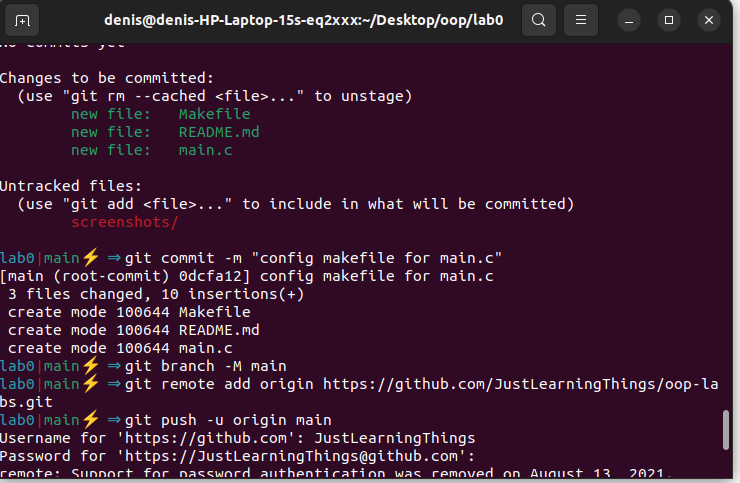 denis@denis-HP-Laptop-15s-eq2xxx:~/Desktop/oop/lab0
No commits yet
Changes to be committed:
  (use "git rm --cached <file>..." to unstage)
        new file:   Makefile
        new file:   README.md
        new file:   main.c
Untracked files:
  (use "git add <file>..." to include in what will be committed)
        screenshots/
lab0|main⚡ ⇒git commit -m "config makefile for main.c"
[main (root-commit) 0dcfa12] config makefile for main.c
 3 files changed, 10 insertions(+)
 create mode 100644 Makefile
 create mode 100644 README.md
 create mode 100644 main.c
lab0|main⚡ ⇒git branch -M main
lab0|main⚡ ⇒git remote add origin https://github.com/JustLearningThings/oop-la
bs.git
lab0|main⚡ ⇒git push -u origin main
Username for 'https://github.com': JustLearningThings
Password for 'https://JustLearningThings@github.com':
remote: Support for password authentication was removed on August 13, 2021.